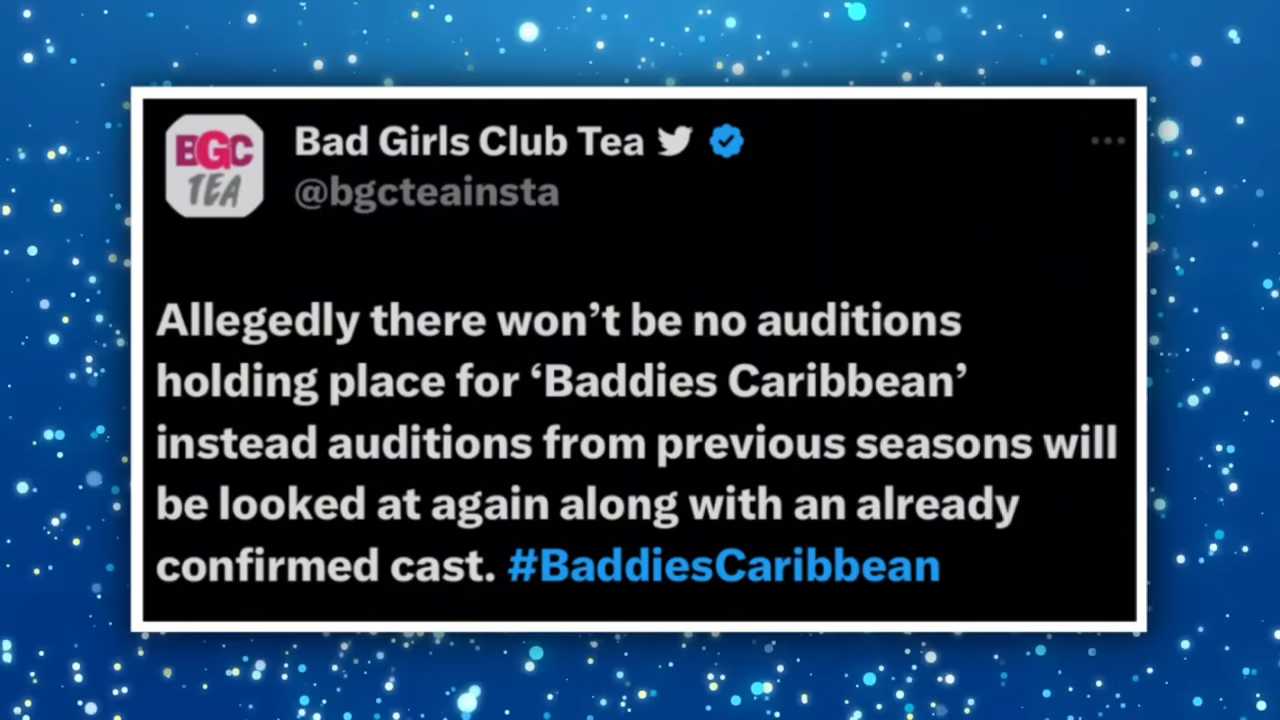 BGC
TEA
Bad Girls Club Tea
@bgcteainsta
Allegedly there won’t be no auditions
holding place for ‘Baddies Caribbean’
instead auditions from previous seasons will
be looked at again along with an already
confirmed cast. #BaddiesCaribbean